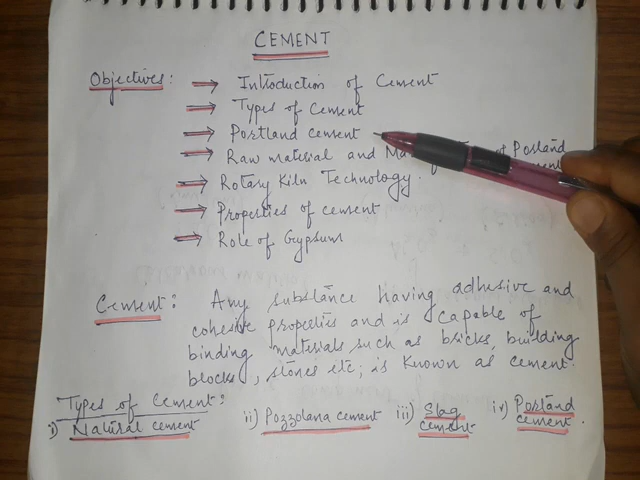 CEMENT
Objectives: → Introduction of Cement
→ Types of Cement
→ Portland cement
→ Raw material and of Postland
→ Rotary Kiln Technology.
→ Properties of cement
→ Role of Gypsum
Cement: Any substance having adhesive and
cohesive properties and is capable of
binding materials such as bricks, building
blocks, stones etc; is known as cement.
Types of Cement:
i) Natural cement ii) Pozzolana cement iii) Slag cement iv) Postland cement.